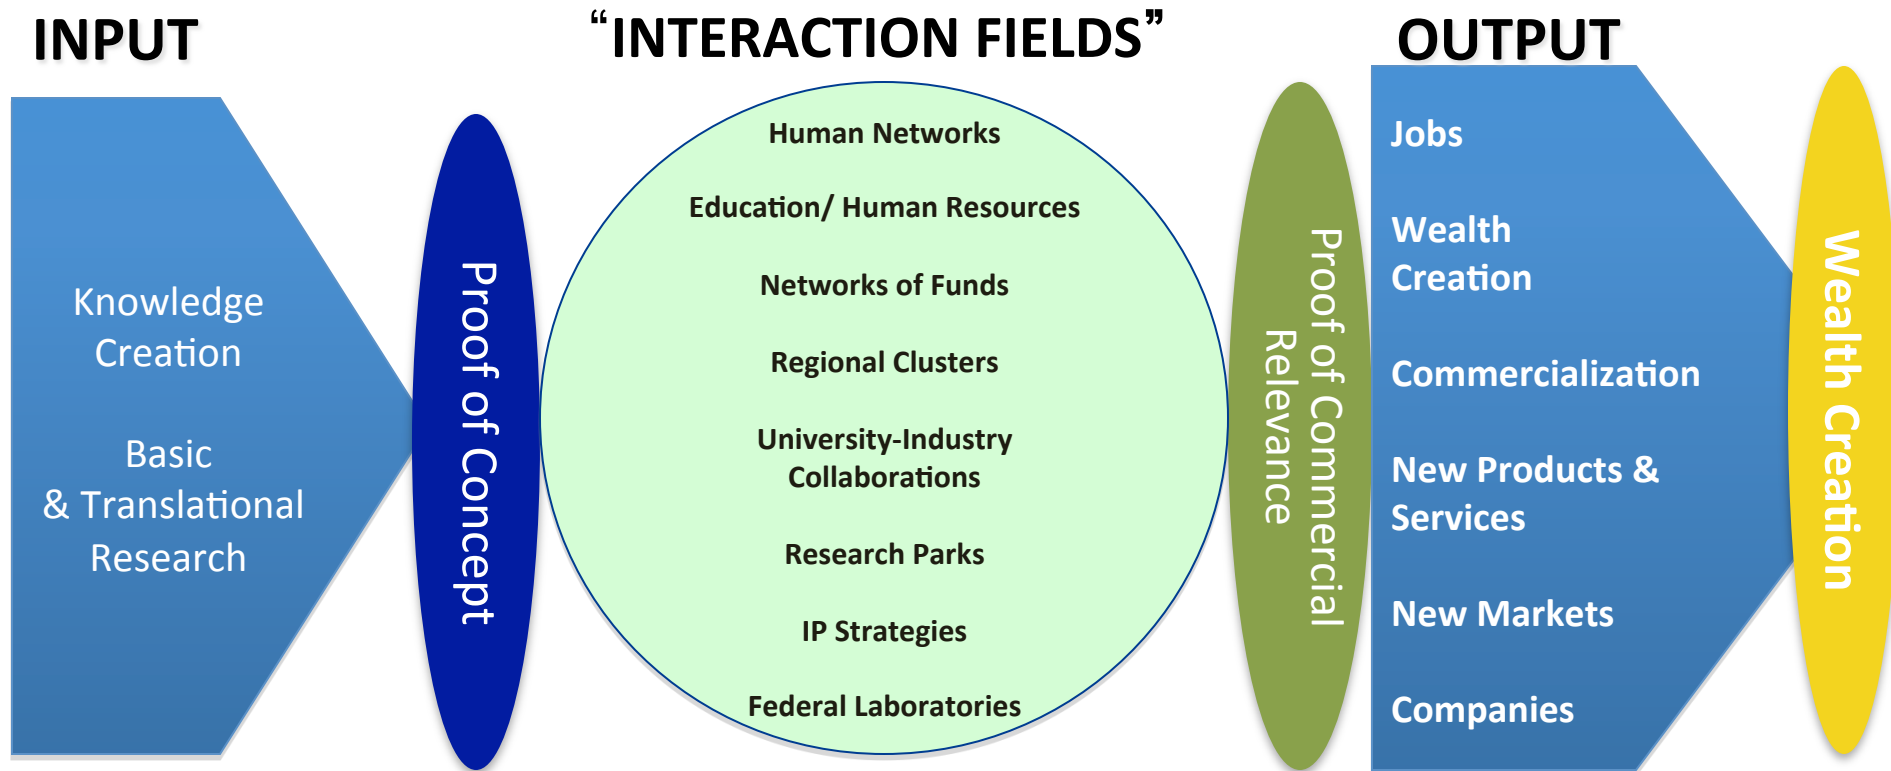 INPUT
Knowledge
Creation
Basic
& Translational
Research
Proof of Concept
“INTERACTION FIELDS”
Human Networks
Education/ Human Resources
Networks of Funds
Regional Clusters
University-Industry
Collaborations
Research Parks
IP Strategies
Federal Laboratories
Proof of Commercial
Relevance
OUTPUT
Jobs
Wealth
Creation
Commercialization
New Products &
Services
New Markets
Companies
Wealth Creation